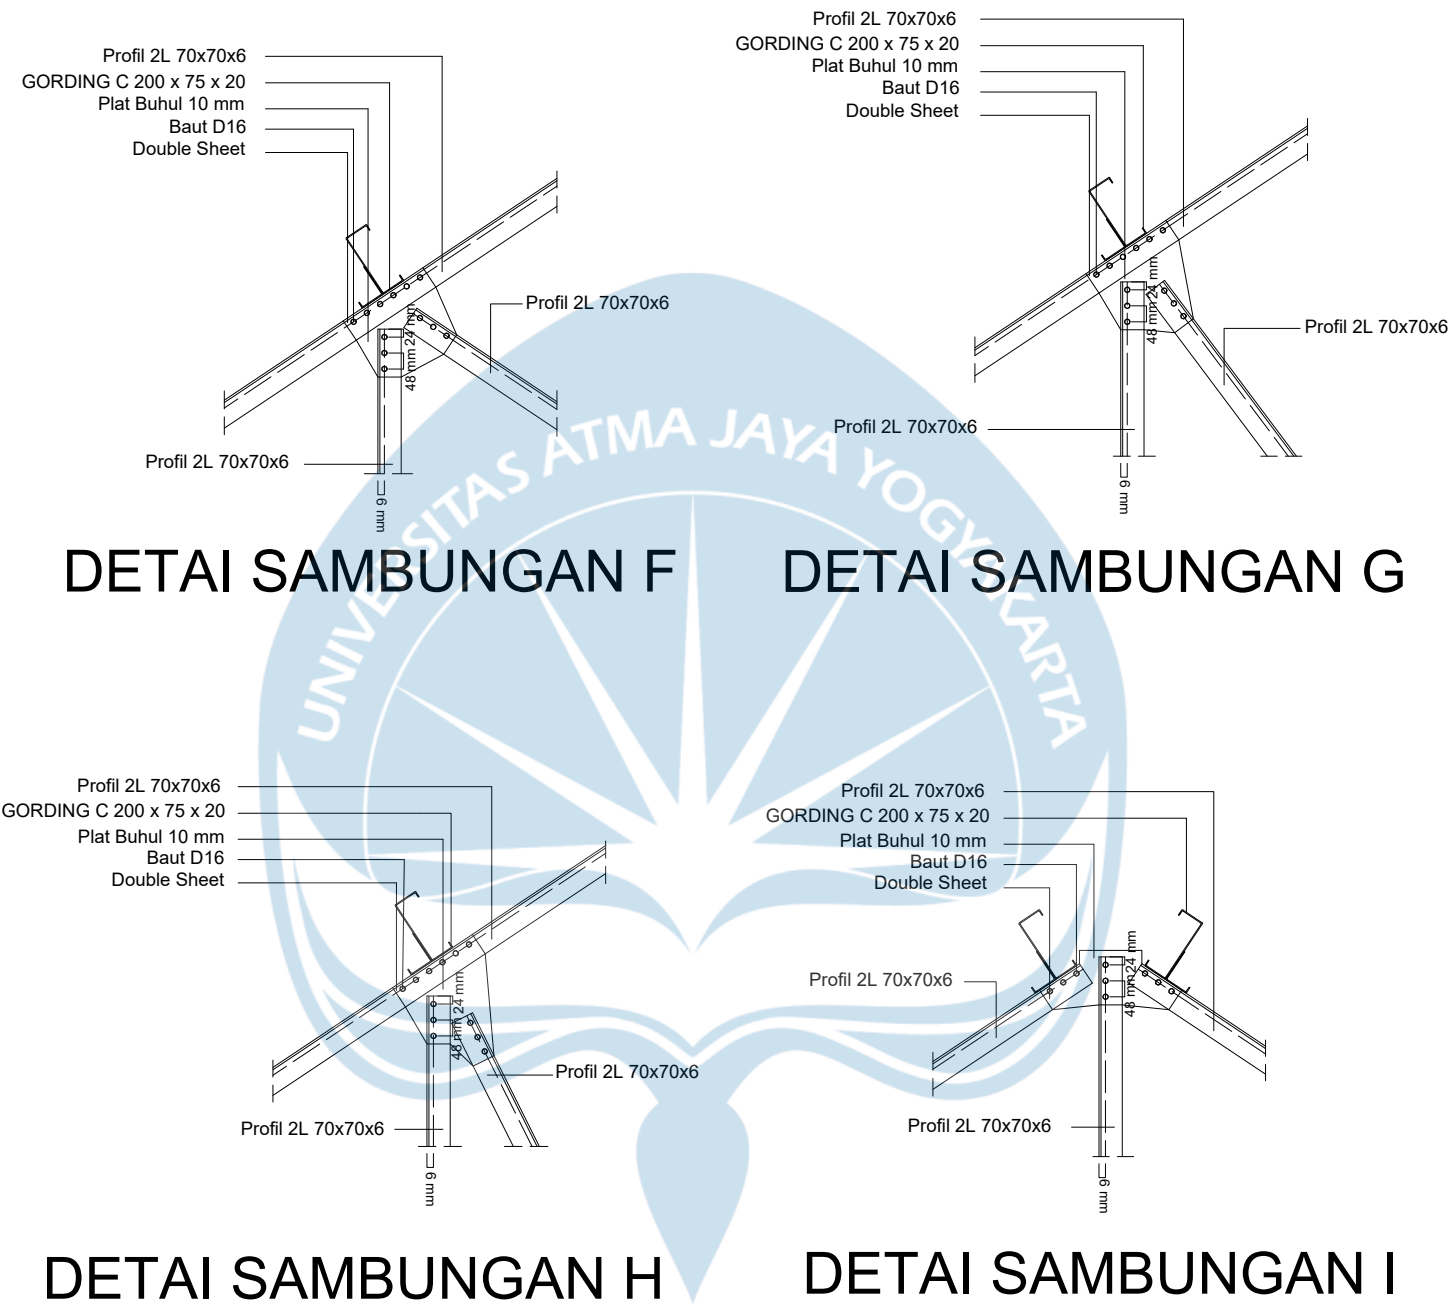 Profil 2L 70x70x6
GORDING C 200 x 75 x 20
Plat Buhul 10 mm
Baut D16
Double Sheet
Profil 2L 70x70x6
24 mm
48 mm
Profil 2L 70x70x6
6 mm
DETAI SAMBUNGAN F
Profil 2L 70x70x6
GORDING C 200 x 75 x 20
Plat Buhul 10 mm
Baut D16
Double Sheet
24 mm
48 mm
Profil 2L 70x70x6
Profil 2L 70x70x6
6 mm
DETAI SAMBUNGAN G
UNIVERSITAS ATMA JAYA YOGYAKARTA
Profil 2L 70x70x6
GORDING C 200 x 75 x 20
Plat Buhul 10 mm
Baut D16
Double Sheet
24 mm
48 mm
Profil 2L 70x70x6
Profil 2L 70x70x6
6 mm
DETAI SAMBUNGAN H
Profil 2L 70x70x6
GORDING C 200 x 75 x 20
Plat Buhul 10 mm
Baut D16
Double Sheet
24 mm
48 mm
Profil 2L 70x70x6
Profil 2L 70x70x6
6 mm
DETAI SAMBUNGAN I